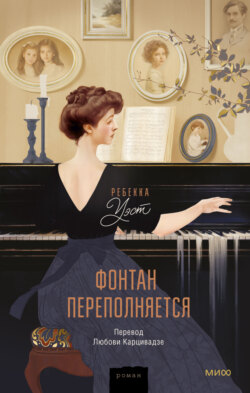 РЕБЕККА
Уэст
ФОНТАН
ПЕРЕПОЛНЯЕТСЯ
Перевод
Любови Карцивадзе
роман
МИФ